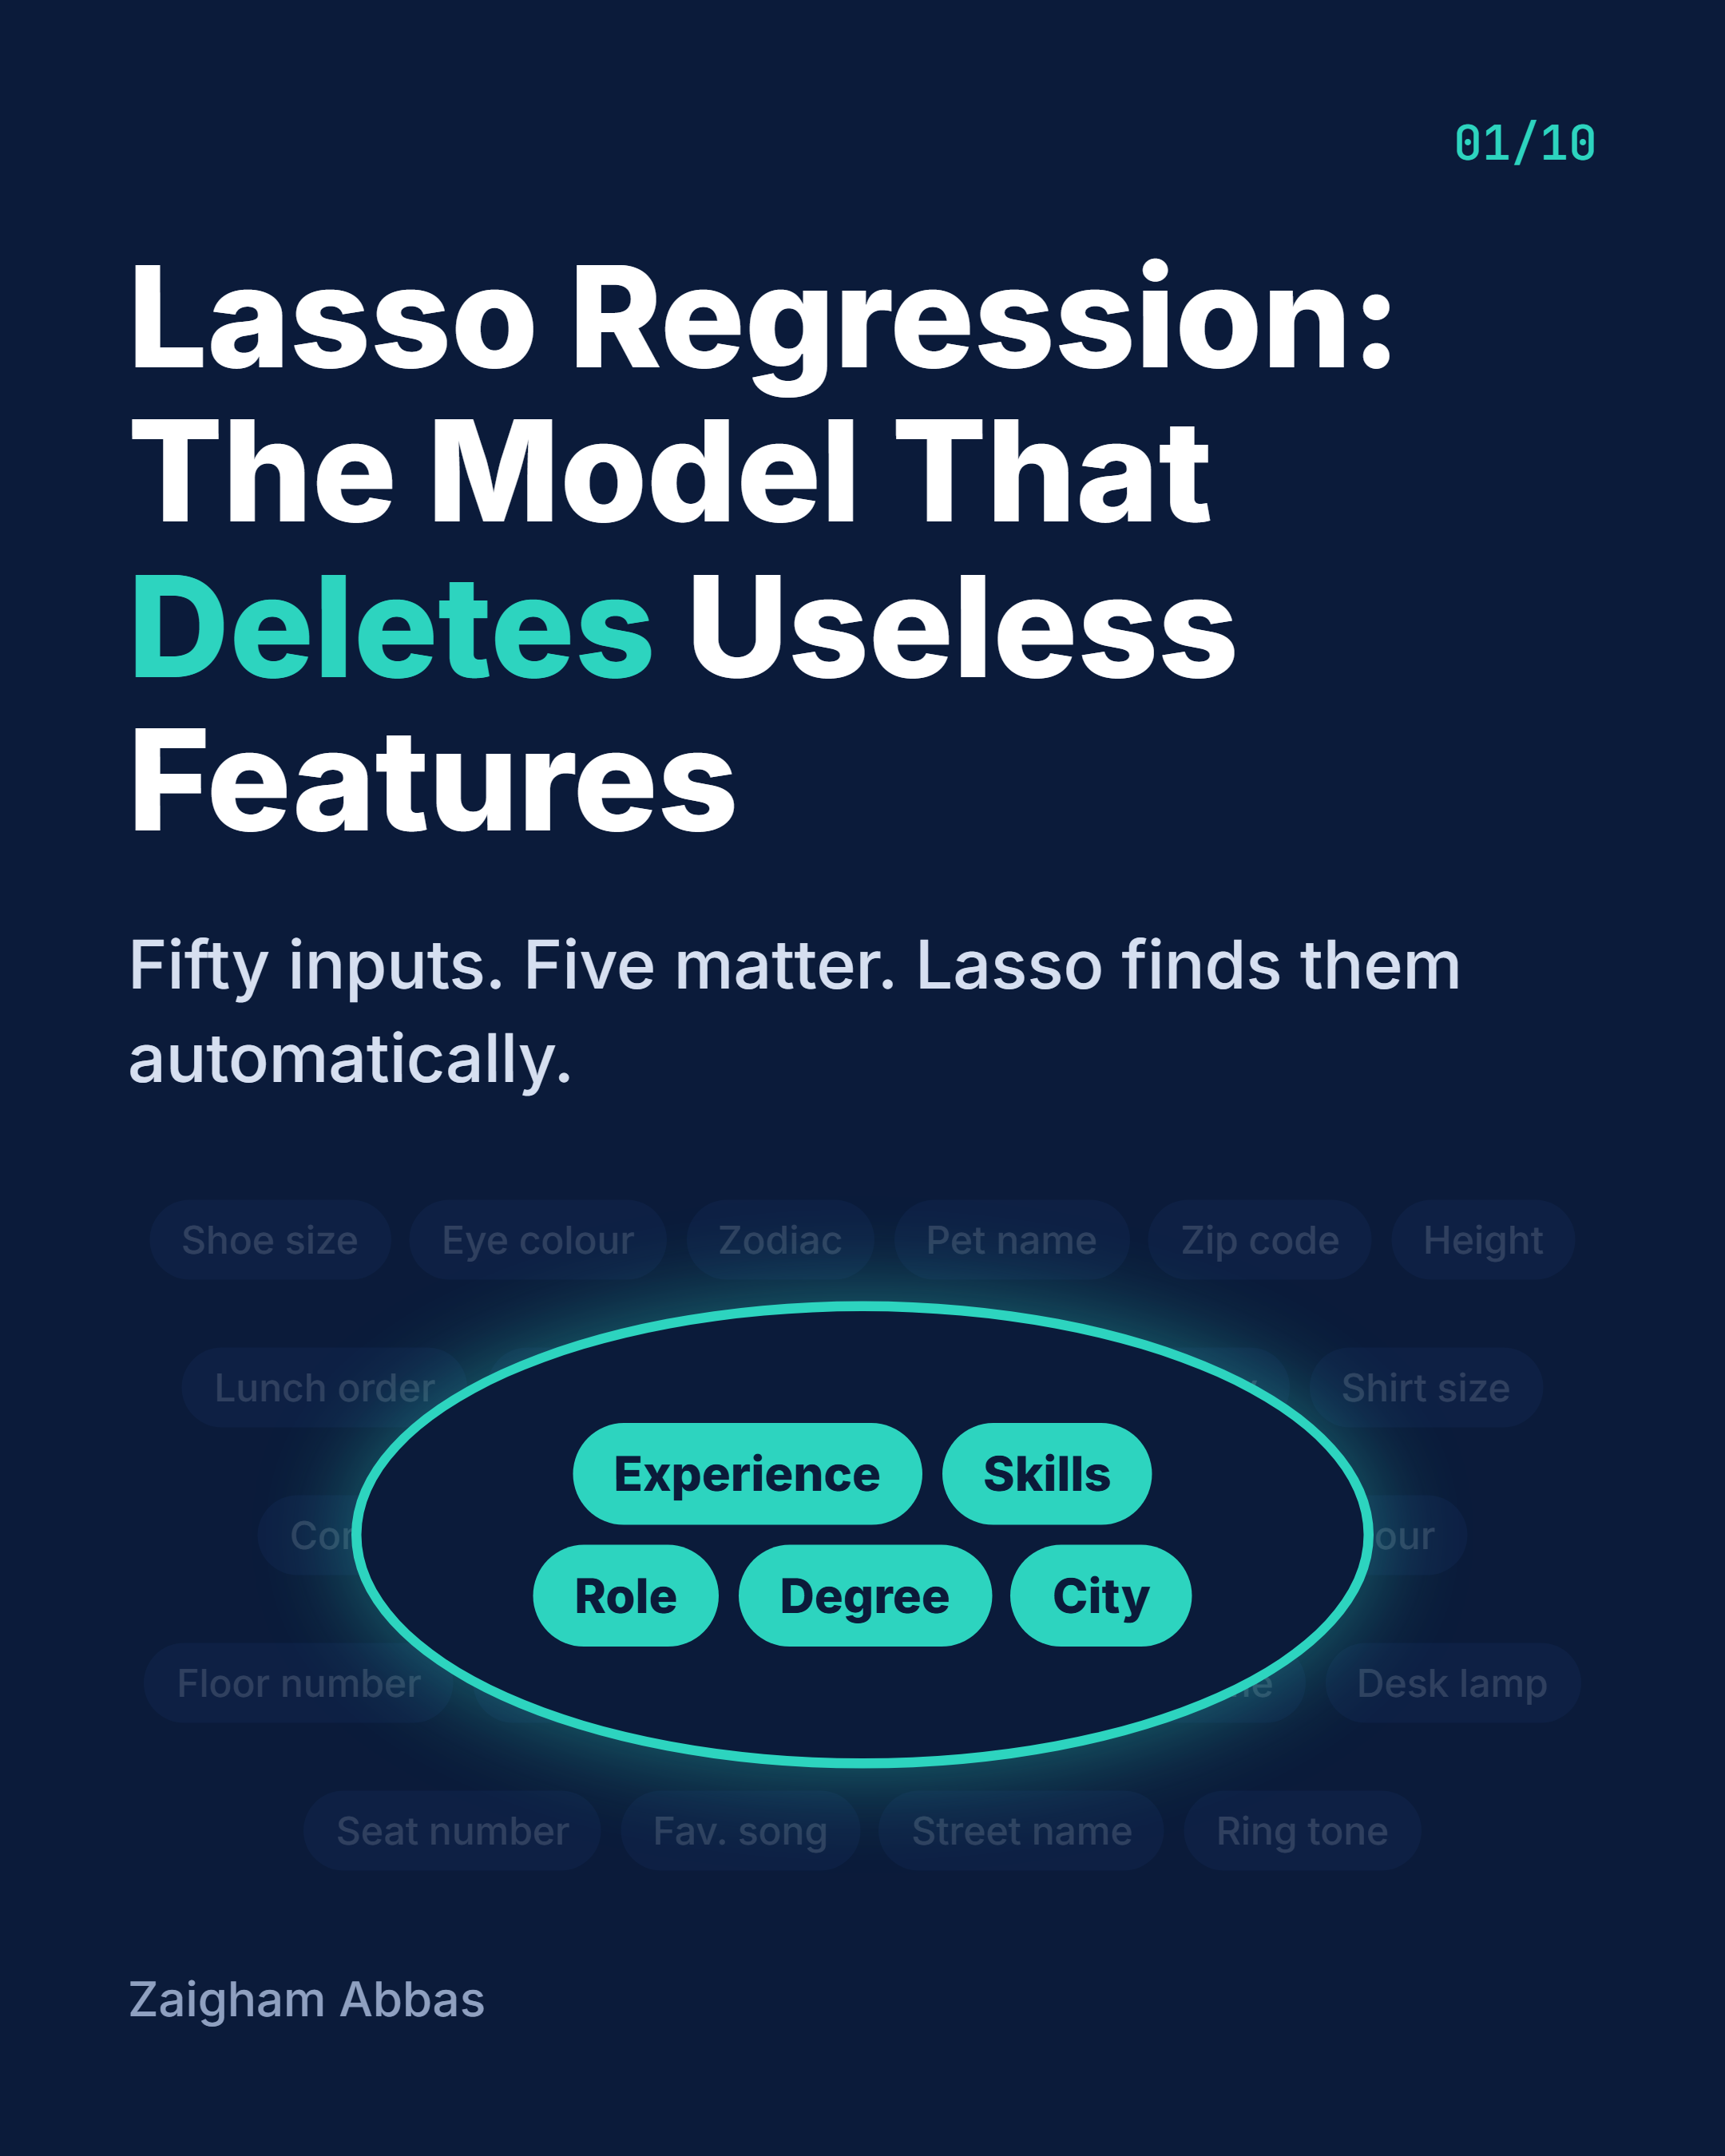 01/10
Lasso Regression:
The Model That
Deletes Useless
Features
Fifty inputs. Five matter. Lasso finds them
automatically.
Shoe size Eye colour Zodiac Pet name Zip code Height
Lunch order Shirt size
Experience Skills
Role Degree City
Floor number Desk lamp
Seat number Fav. song Street name Ring tone
Zaigham Abbas